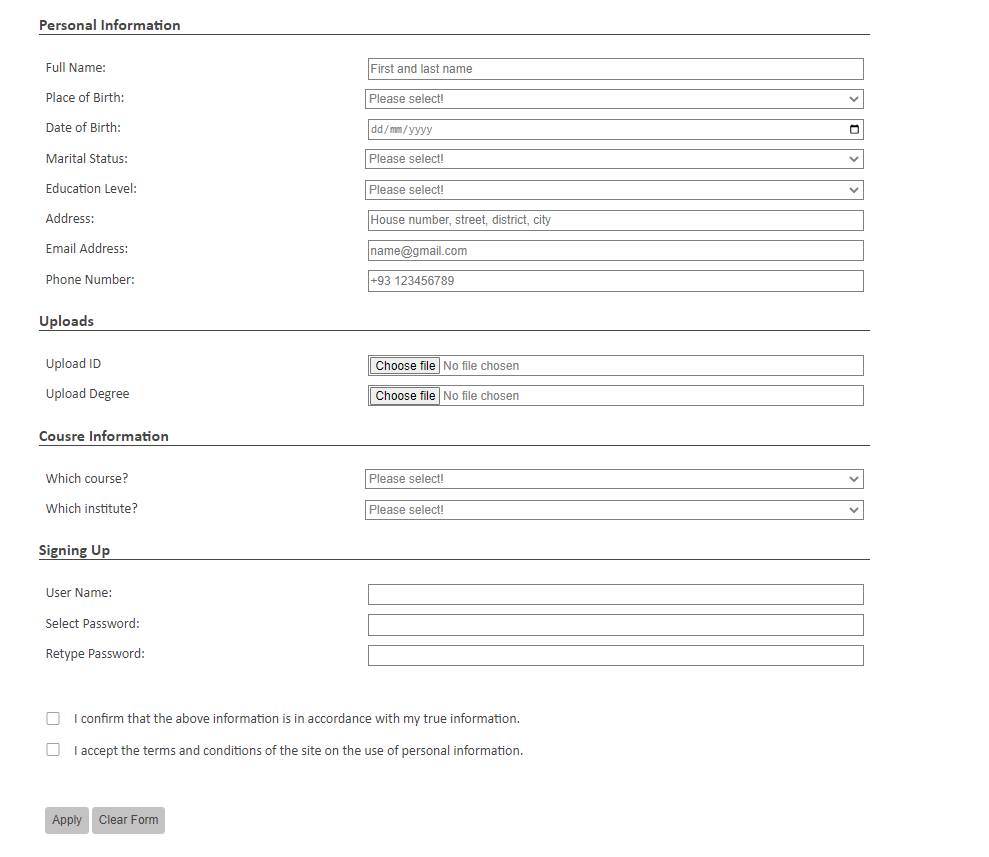 Personal Information
Full Name: First and last name
Place of Birth: Please select!
Date of Birth: dd/mm/yyyy
Marital Status: Please select!
Education Level: Please select!
Address: House number, street, district, city
Email Address: name@gmail.com
Phone Number: +93 123456789
Uploads
Upload ID Choose file No file chosen
Upload Degree Choose file No file chosen
Cousre Information
Which course? Please select!
Which institute? Please select!
Signing Up
User Name:
Select Password:
Retype Password:
I confirm that the above information is in accordance with my true information.
I accept the terms and conditions of the site on the use of personal information.
Apply Clear Form